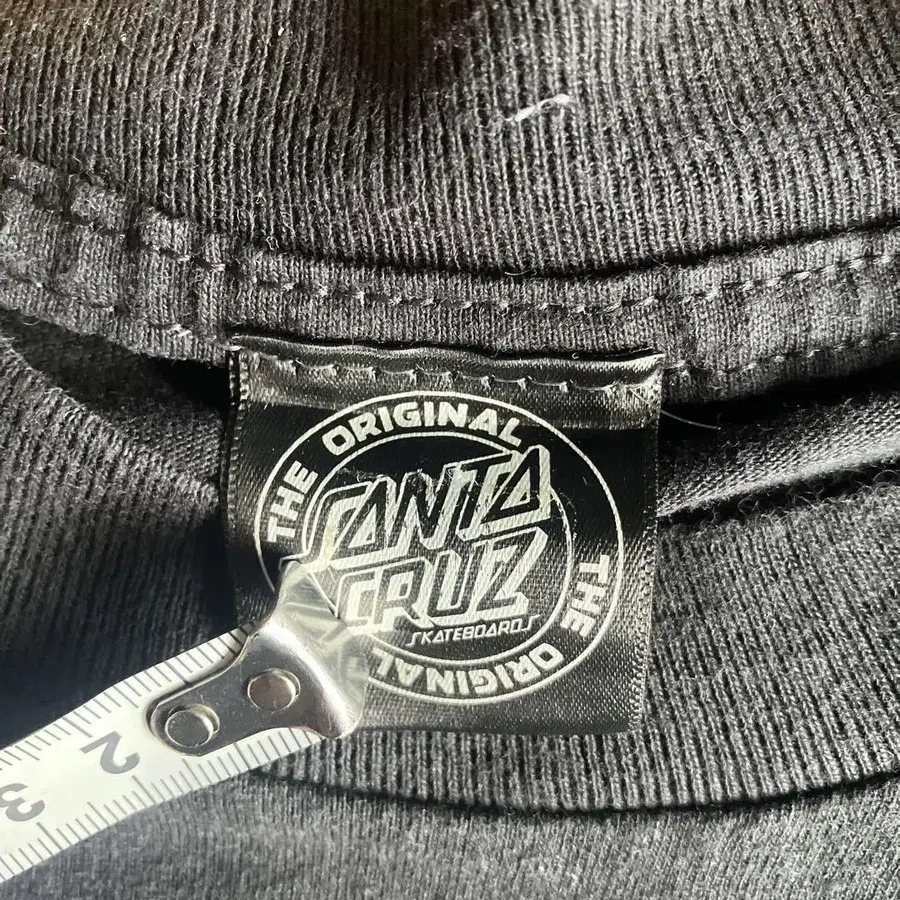 THE ORIGINAL
SANTA
CRUZ
SKATEBOARDS
THE ORIGINAL
2
3